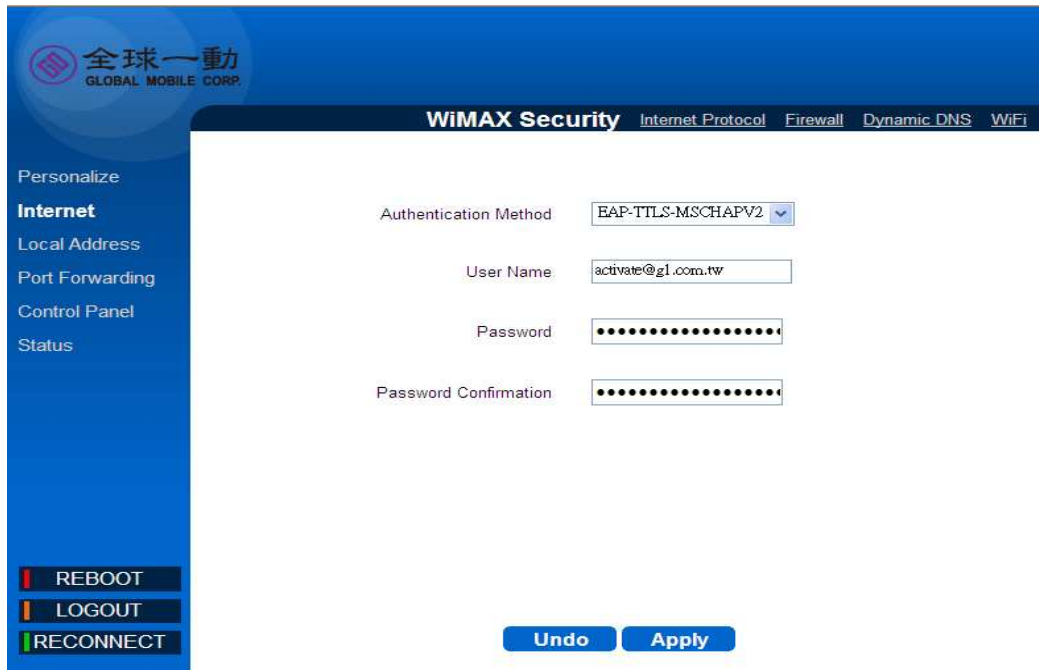 全球一動
GLOBAL MOBILE CORP.
WiMAX Security Internet Protocol Firewall Dynamic DNS WiFi
Personalize
Internet
Local Address
Port Forwarding
Control Panel
Status
Authentication Method EAP-TTLS-MSCHAPV2
User Name activate@g1.com.tw
Password ••••••••••••••••••
Password Confirmation ••••••••••••••••••
REBOOT
LOGOUT
RECONNECT
Undo Apply